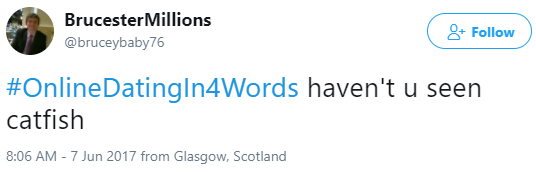 BrucesterMillions
@bruceybaby76
Follow
#OnlineDatingIn4Words haven't u seen
catfish
8:06 AM - 7 Jun 2017 from Glasgow, Scotland